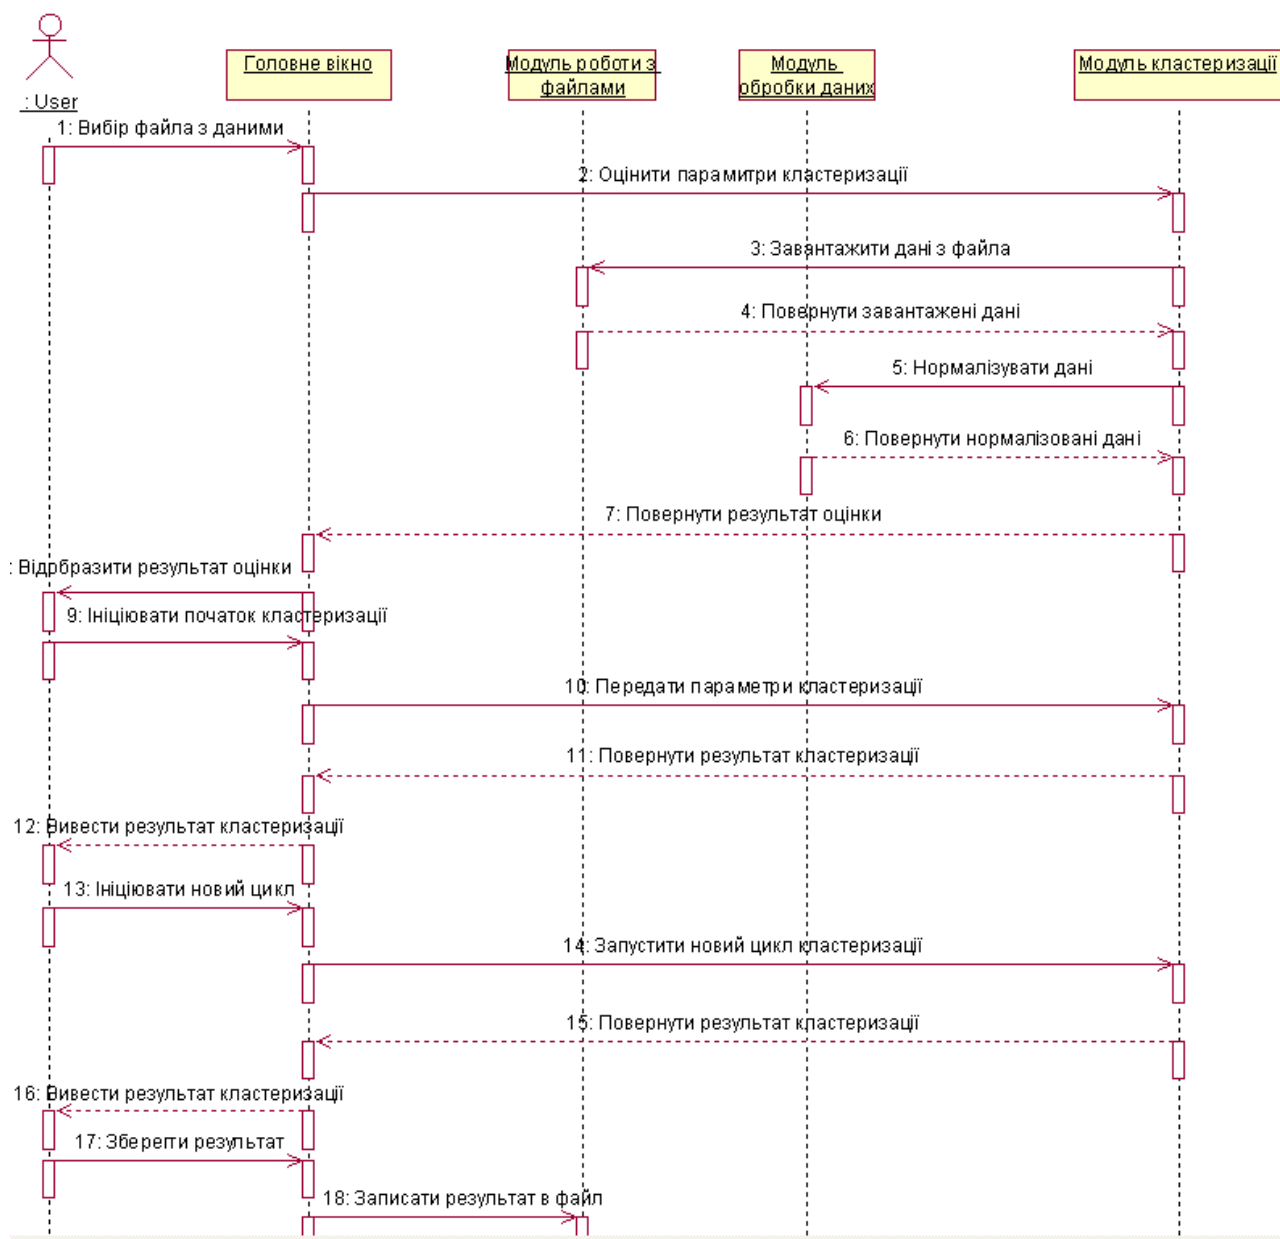 : User
Головне вікно
Модуль роботи з
файлами
Модуль
обробки даних
Модуль кластеризації
1: Вибір файла з даними
2: Оцінити парамитри кластеризації
3: Завантажити дані з файла
4: Повернути завантажені дані
5: Нормалізувати дані
6: Повернути нормалізовані дані
7: Повернути результат оцінки
: Відобразити результат оцінки
9: Ініціювати початок кластеризації
10: Передати параметри кластеризації
11: Повернути результат кластеризації
12: Вивести результат кластеризації
13: Ініціювати новий цикл
14: Запустити новий цикл кластеризації
15: Повернути результат кластеризації
16: Вивести результат кластеризації
17: Зберегти результат
18: Записати результат в файл